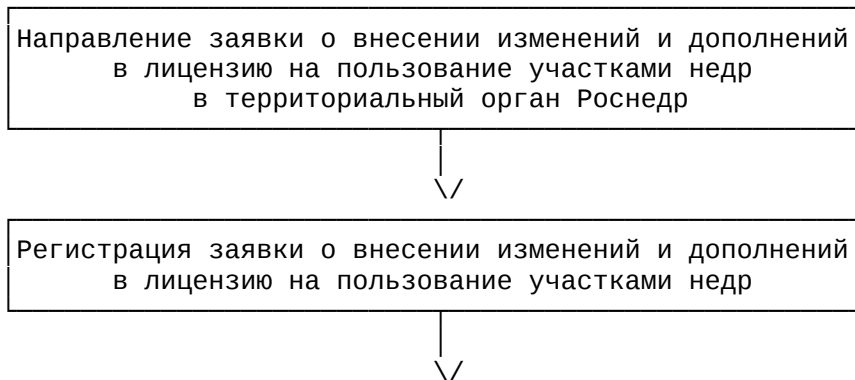 Направление заявки о внесении изменений и дополнений
в лицензию на пользование участками недр
в территориальный орган Роснедр
Регистрация заявки о внесении изменений и дополнений
в лицензию на пользование участками недр